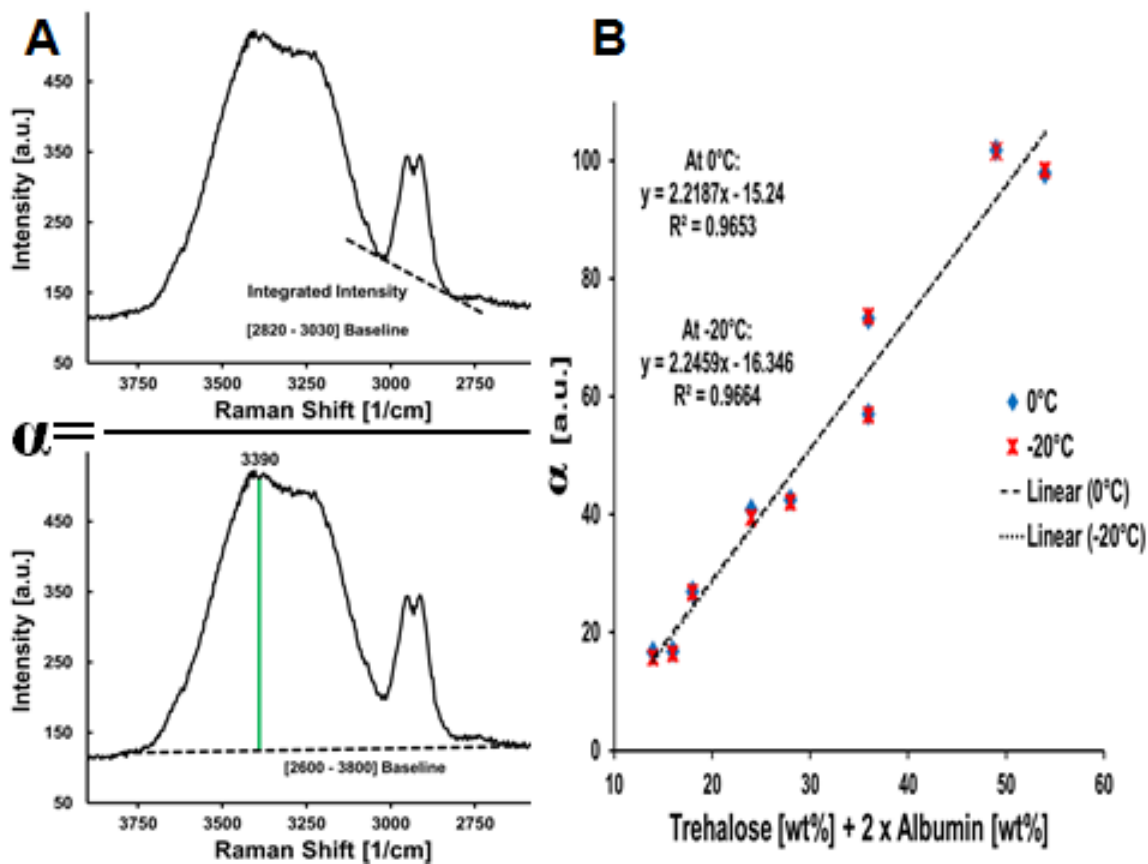 A
Intensity [a.u.]
450
350
250
150
50
Integrated Intensity
[2820 - 3030] Baseline
3750 3500 3250 3000 2750
Raman Shift [1/cm]
α=
3390
Intensity [a.u.]
450
350
250
150
50
[2600 - 3800] Baseline
3750 3500 3250 3000 2750
Raman Shift [1/cm]
B
α [a.u.]
100
80
60
40
20
0
At 0°C:
y = 2.2187x - 15.24
R² = 0.9653
At -20°C:
y = 2.2459x - 16.346
R² = 0.9664
0°C
-20°C
Linear (0°C)
Linear (-20°C)
10 20 30 40 50 60
Trehalose [wt%] + 2 x Albumin [wt%]